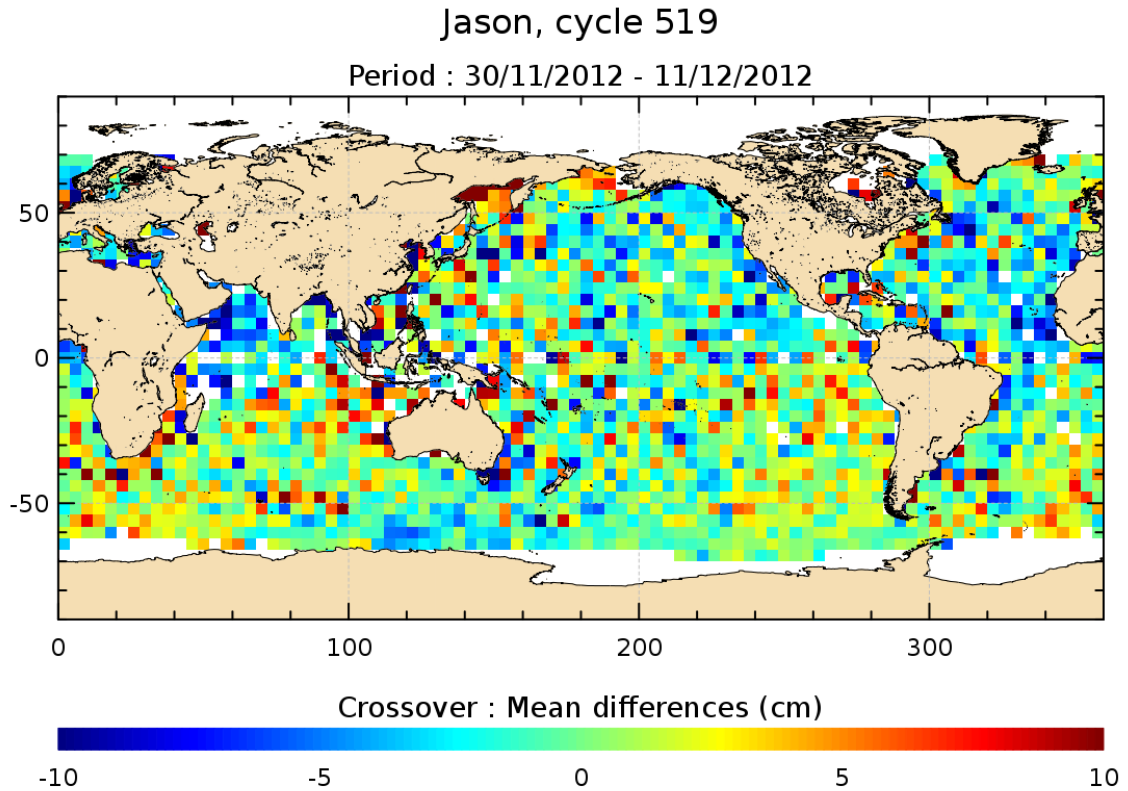 Jason, cycle 519
Period : 30/11/2012 - 11/12/2012
50
0
-50
0 100 200 300
Crossover : Mean differences (cm)
-10 -5 0 5 10